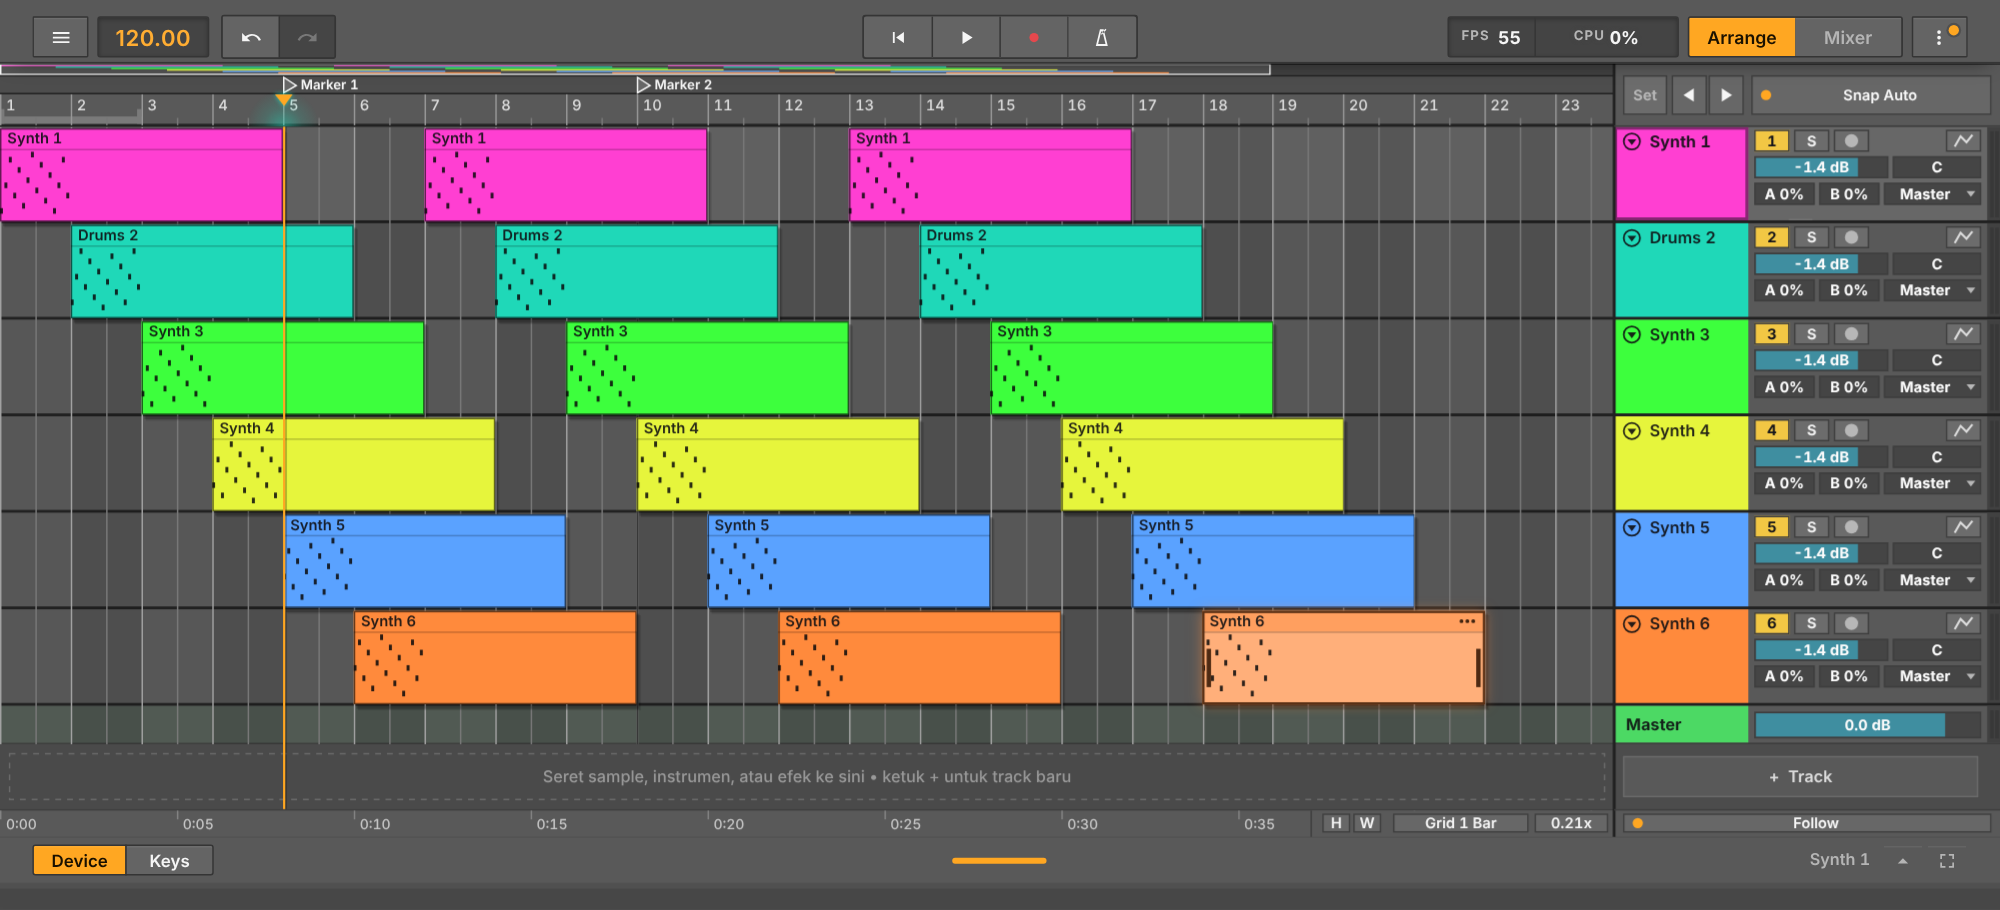 120.00
FPS 55 CPU 0%
Arrange Mixer
Marker 1 Marker 2
1 2 3 4 5 6 7 8 9 10 11 12 13 14 15 16 17 18 19 20 21 22 23
Set Snap Auto
Synth 1 Synth 1 Synth 1
Synth 1 1 S
-1.4 dB C
A 0% B 0% Master
Drums 2 Drums 2 Drums 2
Drums 2 2 S
-1.4 dB C
A 0% B 0% Master
Synth 3 Synth 3 Synth 3
Synth 3 3 S
-1.4 dB C
A 0% B 0% Master
Synth 4 Synth 4 Synth 4
Synth 4 4 S
-1.4 dB C
A 0% B 0% Master
Synth 5 Synth 5 Synth 5
Synth 5 5 S
-1.4 dB C
A 0% B 0% Master
Synth 6 Synth 6 Synth 6
Synth 6 6 S
-1.4 dB C
A 0% B 0% Master
Master 0.0 dB
Seret sample, instrumen, atau efek ke sini • ketuk + untuk track baru
+ Track
0:00 0:05 0:10 0:15 0:20 0:25 0:30 0:35
H W Grid 1 Bar 0.21x
Follow
Device Keys
Synth 1